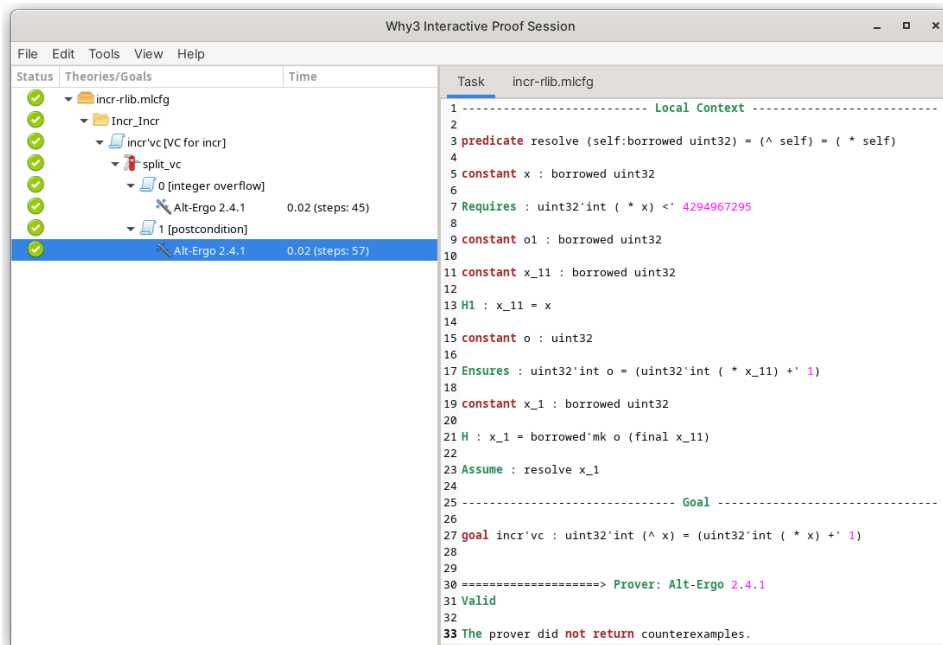 Why3 Interactive Proof Session
File Edit Tools View Help
Status Theories/Goals Time
incr-rlib.mlcfg
Incr_Incr
incr'vc [VC for incr]
split_vc
0 [integer overflow]
Alt-Ergo 2.4.1 0.02 (steps: 45)
1 [postcondition]
Alt-Ergo 2.4.1 0.02 (steps: 57)
Task incr-rlib.mlcfg
1 -------------------------- Local Context --------------------------
2
3 predicate resolve (self:borrowed uint32) = (^ self) = ( * self)
4
5 constant x : borrowed uint32
6
7 Requires : uint32'int ( * x) <' 4294967295
8
9 constant o1 : borrowed uint32
10
11 constant x_11 : borrowed uint32
12
13 H1 : x_11 = x
14
15 constant o : uint32
16
17 Ensures : uint32'int o = (uint32'int ( * x_11) +' 1)
18
19 constant x_1 : borrowed uint32
20
21 H : x_1 = borrowed'mk o (final x_11)
22
23 Assume : resolve x_1
24
25 ------------------------------ Goal -------------------------------
26
27 goal incr'vc : uint32'int (^ x) = (uint32'int ( * x) +' 1)
28
29
30 ====================> Prover: Alt-Ergo 2.4.1
31 Valid
32
33 The prover did not return counterexamples.